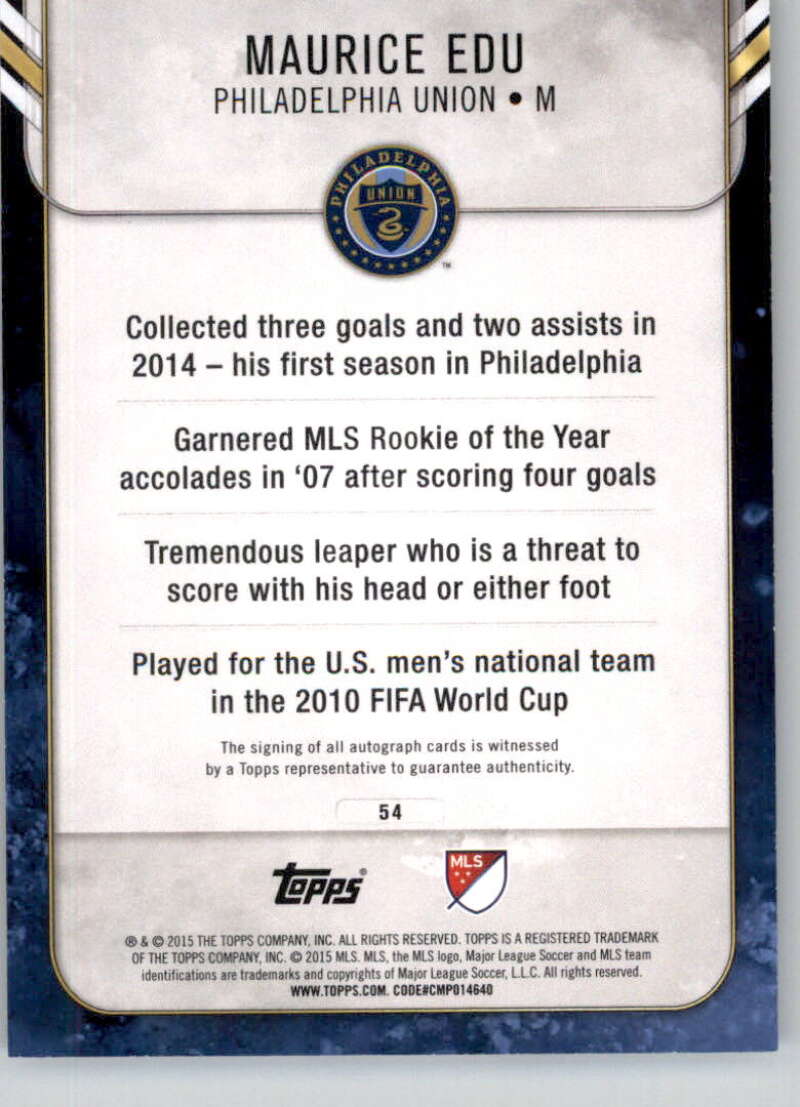 MAURICE EDU
PHILADELPHIA UNION • M
PHILADELPHIA
UNION
TM
Collected three goals and two assists in
2014 – his first season in Philadelphia
Garnered MLS Rookie of the Year
accolades in ‘07 after scoring four goals
Tremendous leaper who is a threat to
score with his head or either foot
Played for the U.S. men’s national team
in the 2010 FIFA World Cup
The signing of all autograph cards is witnessed
by a Topps representative to guarantee authenticity.
54
topps®
MLS
® & © 2015 THE TOPPS COMPANY, INC. ALL RIGHTS RESERVED. TOPPS IS A REGISTERED TRADEMARK
OF THE TOPPS COMPANY, INC. © 2015 MLS. MLS, the MLS logo, Major League Soccer and MLS team
identifications are trademarks and copyrights of Major League Soccer, L.L.C. All rights reserved.
WWW.TOPPS.COM. CODE#CMP014640